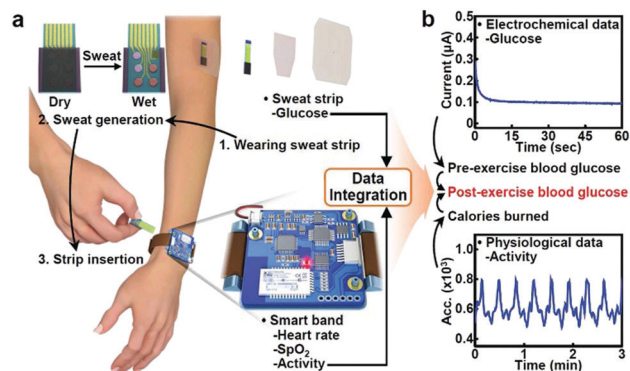 a
Sweat
Dry
Wet
2. Sweat generation
1. Wearing sweat strip
3. Strip insertion
• Sweat strip
-Glucose
Data
Integration
• Smart band
-Heart rate
-SpO₂
-Activity
b
Current (µA)
0.5
0.4
0.3
0.2
0.1
0
• Electrochemical data
-Glucose
0 15 30 45 60
Time (sec)
Pre-exercise blood glucose
Post-exercise blood glucose
Calories burned
Acc. (x10³)
1.0
0.8
0.6
0.4
• Physiological data
-Activity
0 1 2 3
Time (min)